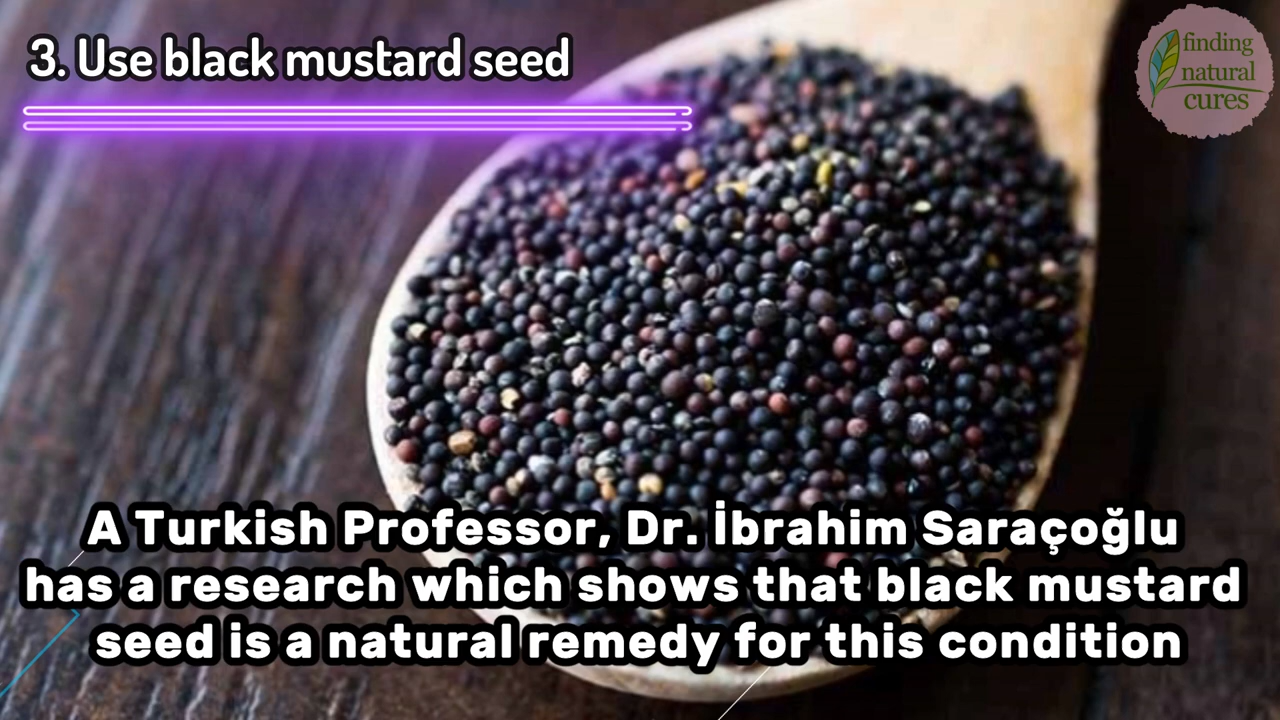 3. Use black mustard seed
finding
natural
cures
A Turkish Professor, Dr. İbrahim Saraçoğlu
has a research which shows that black mustard
seed is a natural remedy for this condition